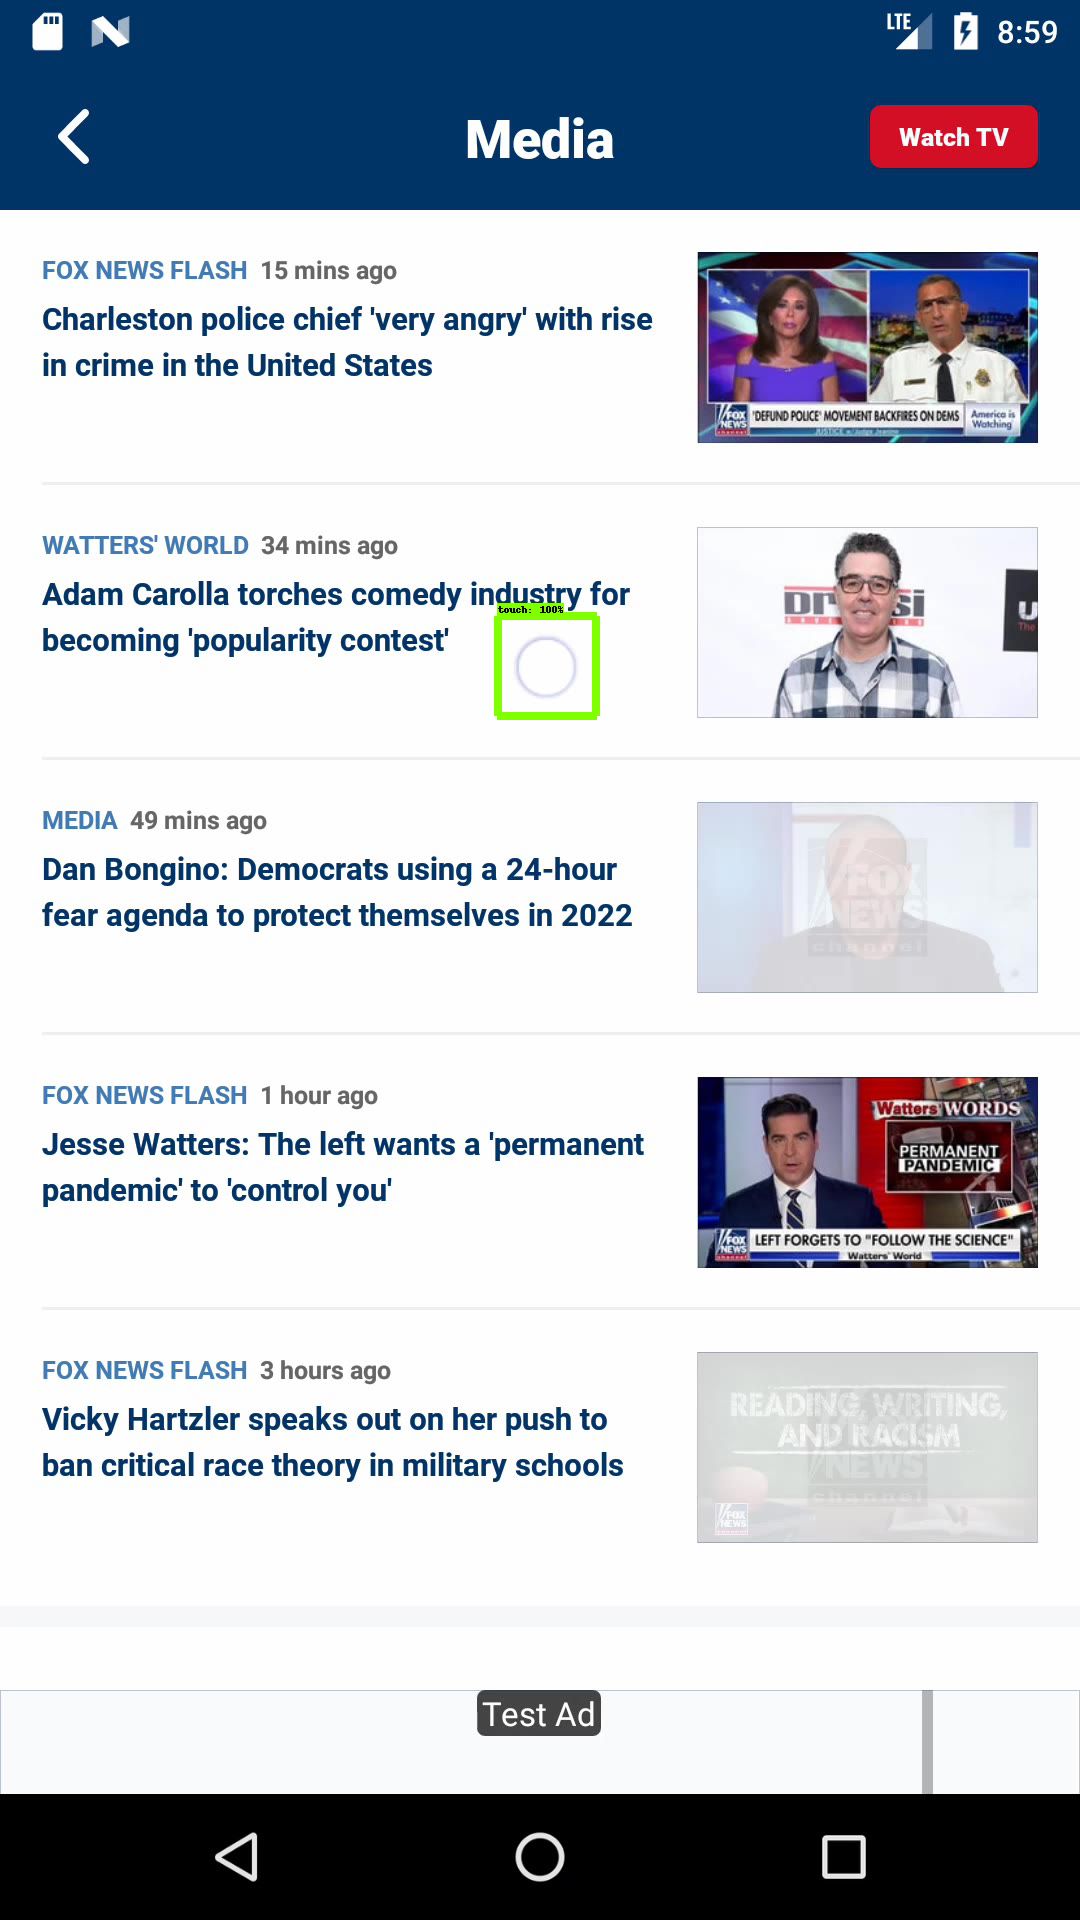 LTE 8:59
Media
Watch TV
FOX NEWS FLASH 15 mins ago
Charleston police chief 'very angry' with rise
in crime in the United States
FOX NEWS channel
'DEFUND POLICE' MOVEMENT BACKFIRES ON DEMS
JUSTICE w/ Judge Jeanine
America is
Watching
WATTERS' WORLD 34 mins ago
Adam Carolla torches comedy industry for
becoming 'popularity contest'
touch: 100%
MEDIA 49 mins ago
Dan Bongino: Democrats using a 24-hour
fear agenda to protect themselves in 2022
FOX
NEWS
channel
FOX NEWS FLASH 1 hour ago
Jesse Watters: The left wants a 'permanent
pandemic' to 'control you'
Watters' WORDS
PERMANENT
PANDEMIC
FOX NEWS channel
LEFT FORGETS TO "FOLLOW THE SCIENCE"
Watters' World
FOX NEWS FLASH 3 hours ago
Vicky Hartzler speaks out on her push to
ban critical race theory in military schools
READING, WRITING,
AND RACISM
NEWS
channel
FOX NEWS
Test Ad